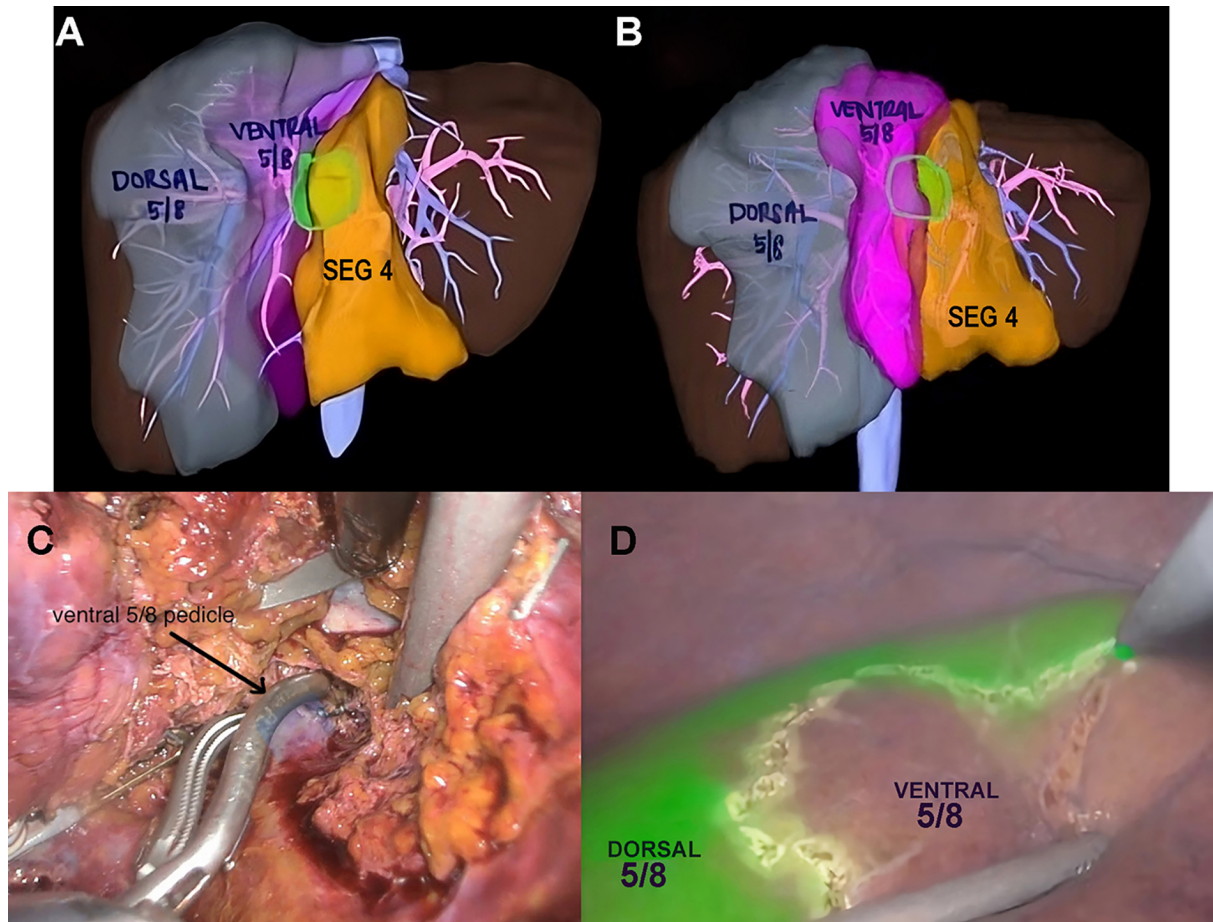 A
VENTRAL
5/8
DORSAL
5/8
SEG 4
B
VENTRAL
5/8
DORSAL
5/8
SEG 4
C
ventral 5/8 pedicle
D
VENTRAL
5/8
DORSAL
5/8